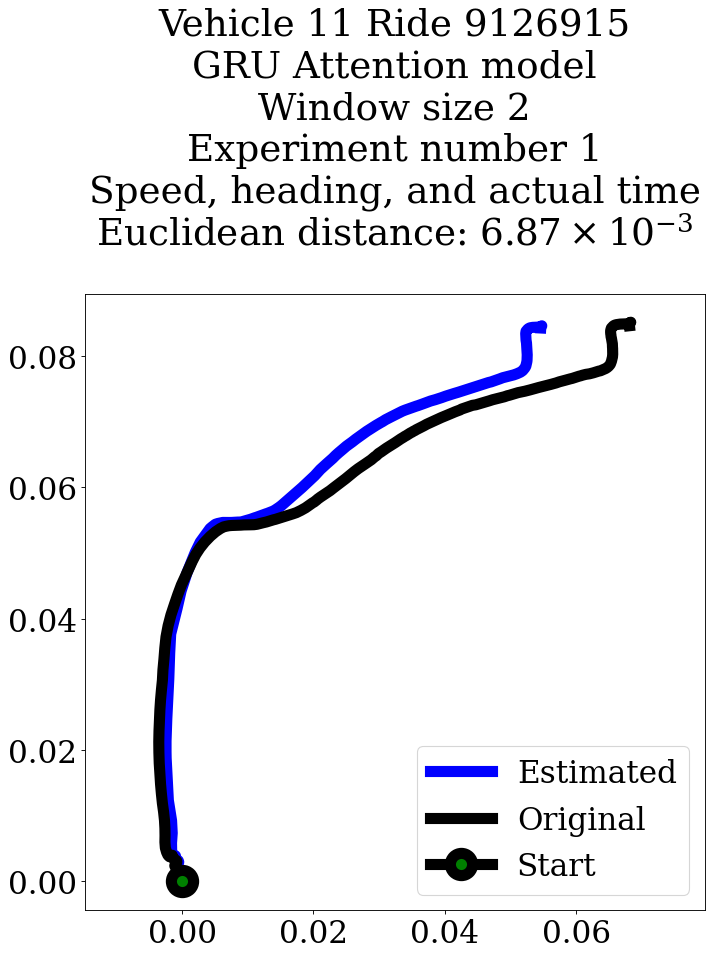 Vehicle 11 Ride 9126915
GRU Attention model
Window size 2
Experiment number 1
Speed, heading, and actual time
Euclidean distance: 6.87 × 10⁻³
0.08
0.06
0.04
0.02
0.00
0.00 0.02 0.04 0.06
Estimated
Original
Start